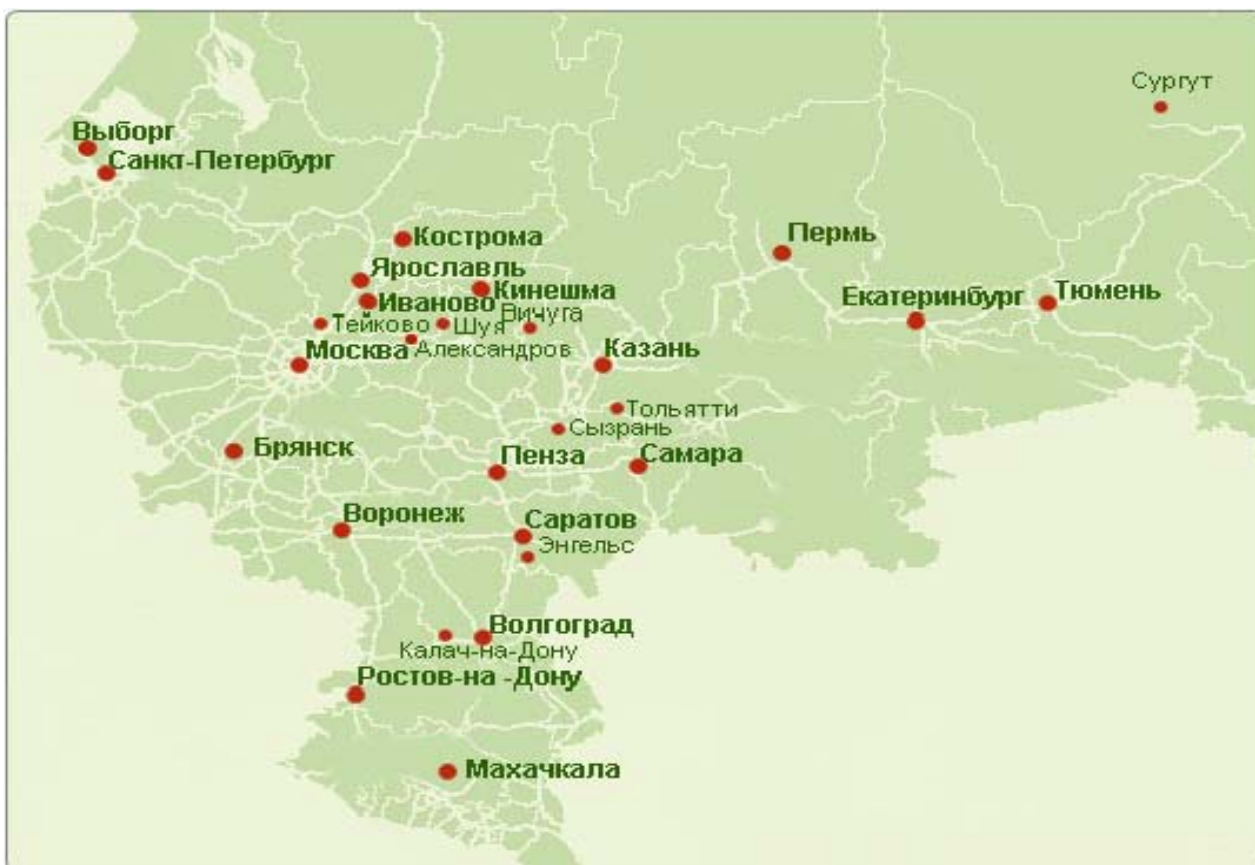 Сургут
Выборг
Санкт-Петербург
Кострома
Пермь
Ярославль
Кинешма
Иваново
Екатеринбург
Тюмень
Вичуга
Тейково
Шуя
Москва
Александров
Казань
Тольятти
Сызрань
Брянск
Пенза
Самара
Воронеж
Саратов
Энгельс
Волгоград
Калач-на-Дону
Ростов-на -Дону
Махачкала